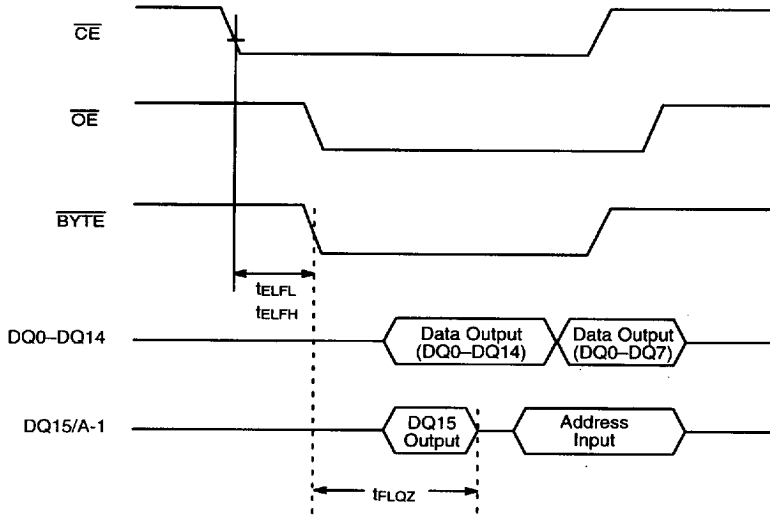 CE
OE
BYTE
tELFL
tELFH
DQ0–DQ14
Data Output
(DQ0–DQ14)
Data Output
(DQ0–DQ7)
DQ15/A-1
DQ15
Output
Address
Input
tFLQZ